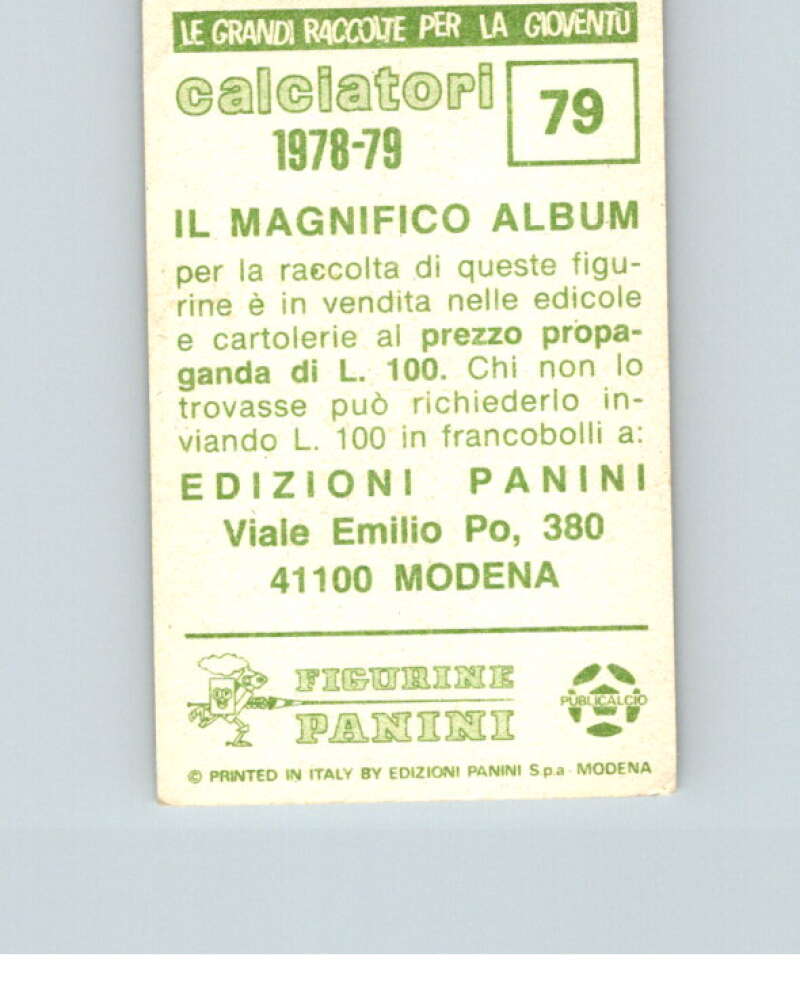 LE GRANDI RACCOLTE PER LA GIOVENTÙ
calciatori
1978-79
79
IL MAGNIFICO ALBUM
per la raccolta di queste figu-
rine è in vendita nelle edicole
e cartolerie al prezzo propa-
ganda di L. 100. Chi non lo
trovasse può richiederlo in-
viando L. 100 in francobolli a:
EDIZIONI PANINI
Viale Emilio Po, 380
41100 MODENA
FIGURINE
PANINI
PUBLICALCIO
© PRINTED IN ITALY BY EDIZIONI PANINI S.p.a - MODENA